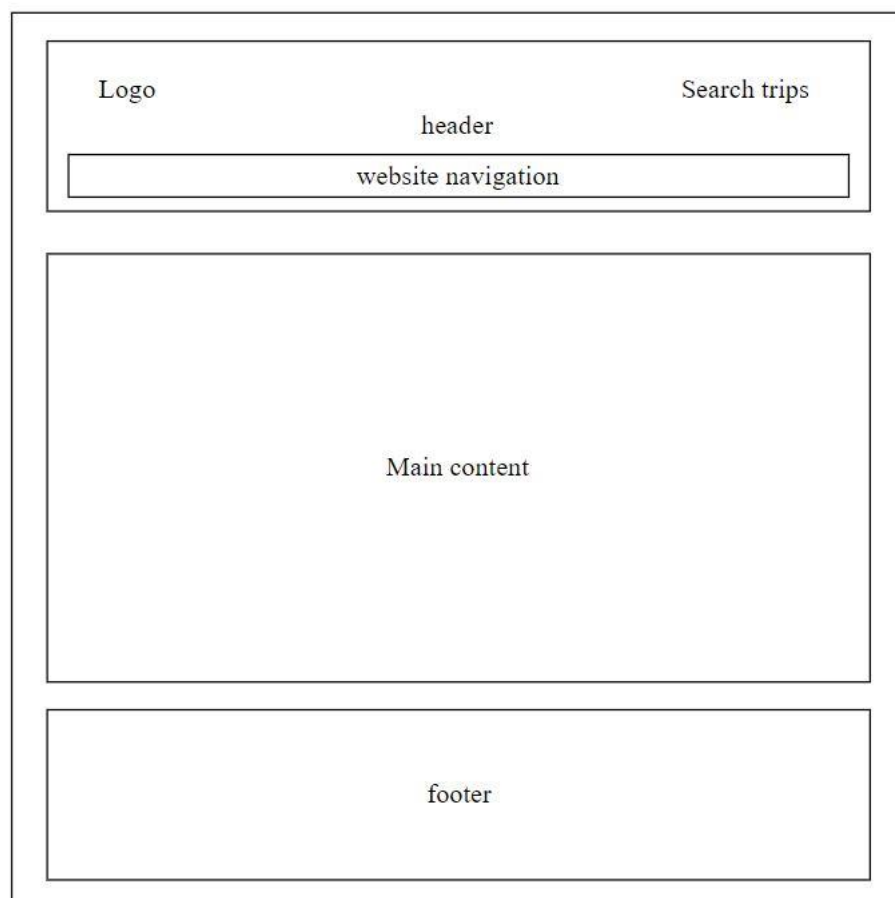 Logo
Search trips
header
website navigation
Main content
footer